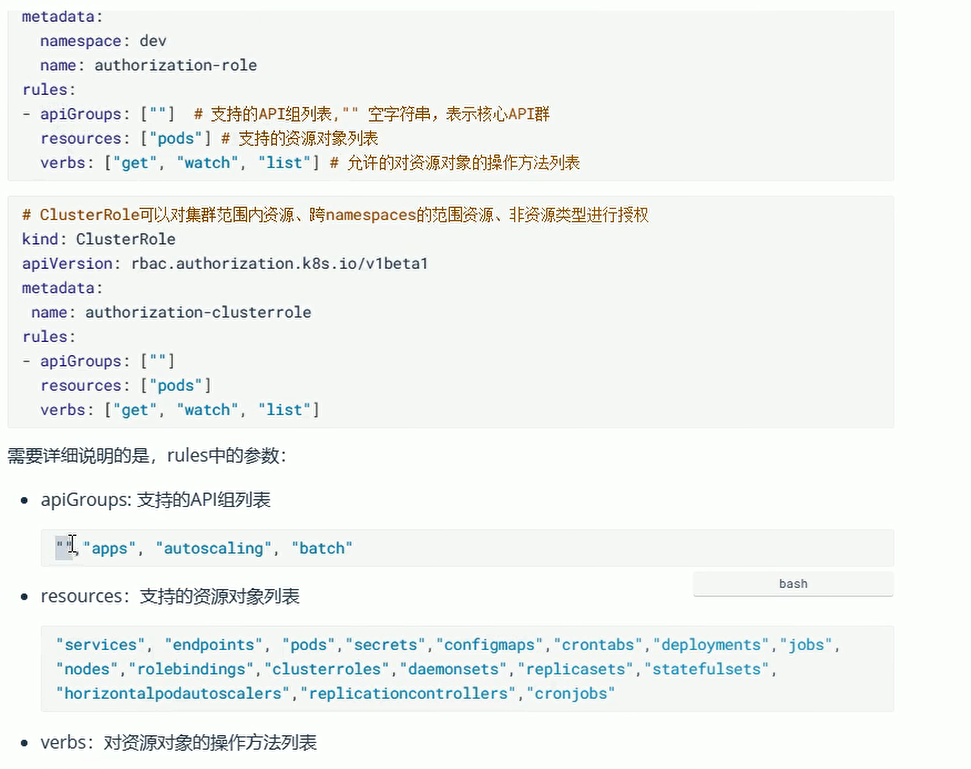 metadata:
  namespace: dev
  name: authorization-role
rules:
- apiGroups: [""]  # 支持的API组列表,"" 空字符串，表示核心API群
  resources: ["pods"] # 支持的资源对象列表
  verbs: ["get", "watch", "list"] # 允许的对资源对象的操作方法列表
# ClusterRole可以对集群范围内资源、跨namespaces的范围资源、非资源类型进行授权
kind: ClusterRole
apiVersion: rbac.authorization.k8s.io/v1beta1
metadata:
 name: authorization-clusterrole
rules:
- apiGroups: [""]
  resources: ["pods"]
  verbs: ["get", "watch", "list"]
需要详细说明的是，rules中的参数：
• apiGroups: 支持的API组列表
"","apps", "autoscaling", "batch"
bash
• resources：支持的资源对象列表
"services", "endpoints", "pods","secrets","configmaps","crontabs","deployments","jobs",
"nodes","rolebindings","clusterroles","daemonsets","replicasets","statefulsets",
"horizontalpodautoscalers","replicationcontrollers","cronjobs"
• verbs：对资源对象的操作方法列表